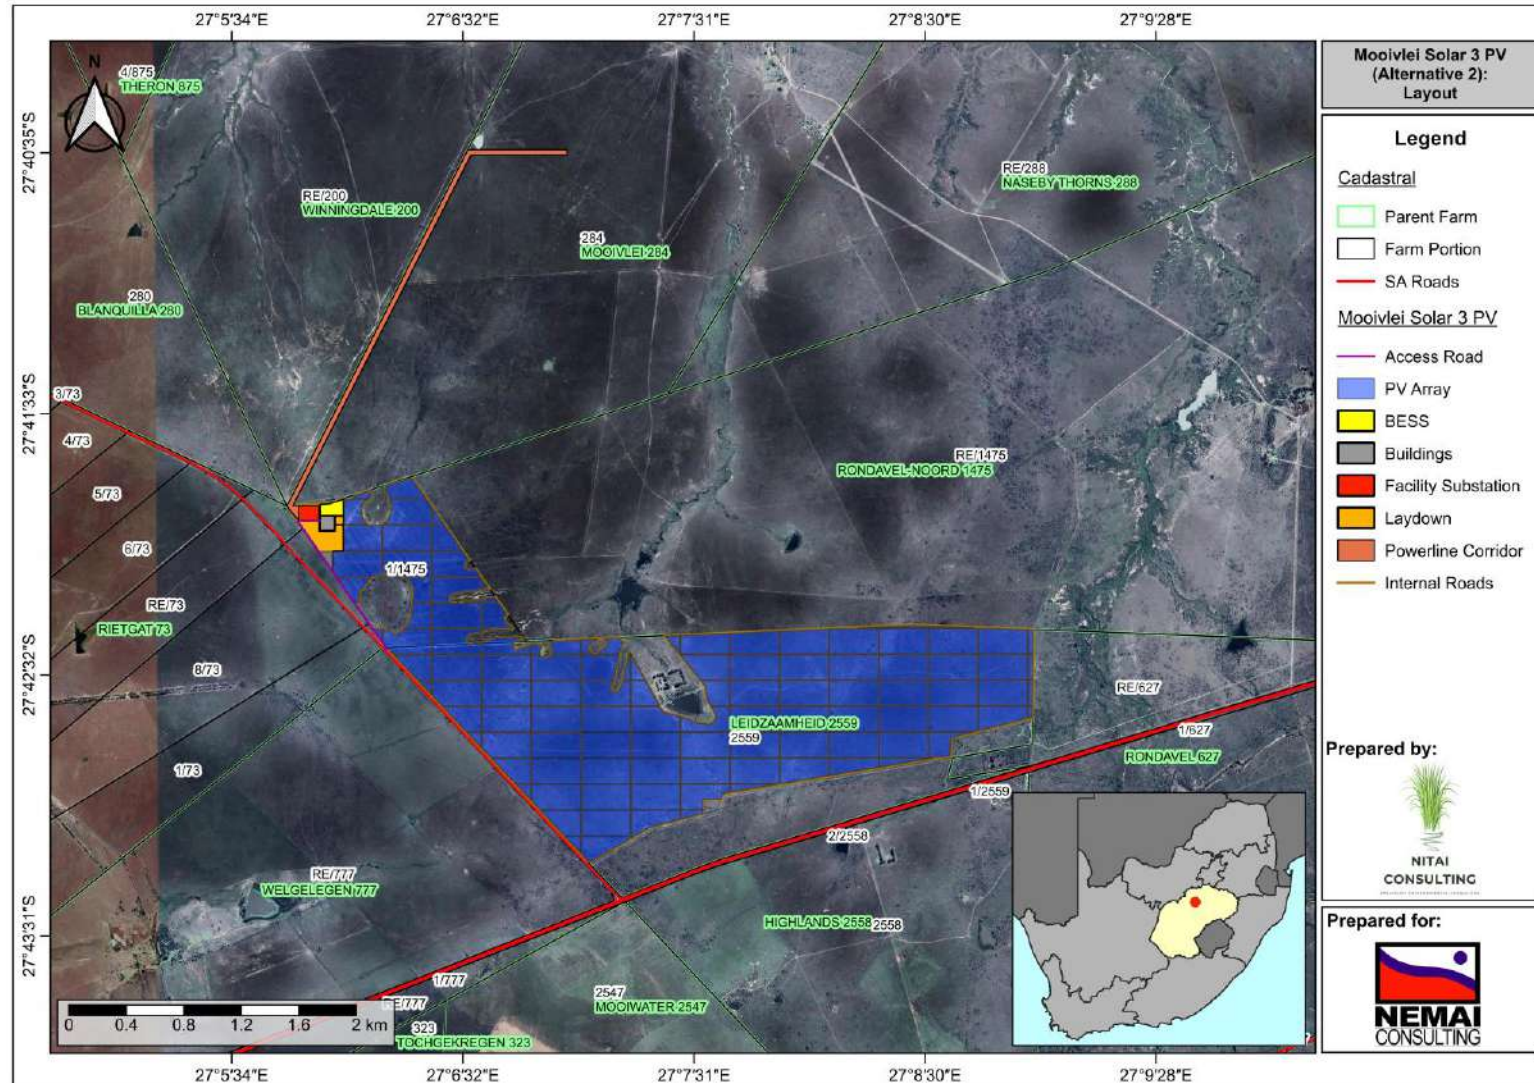 27°5'34"E
27°6'32"E
27°7'31"E
27°8'30"E
27°9'28"E
Mooivlei Solar 3 PV
(Alternative 2):
Layout
N
4/875
THERON 875
27°40'35"S
RE/200
WINNINGDALE 200
RE/288
NASEBY THORNS 288
284
MOOIVLEI 284
280
BLANQUILLA 280
Legend
Cadastral
Parent Farm
Farm Portion
SA Roads
Mooivlei Solar 3 PV
Access Road
PV Array
BESS
Buildings
Facility Substation
Laydown
Powerline Corridor
Internal Roads
27°41'33"S
3/73
4/73
5/73
6/73
RE/73
RIETGAT 73
8/73
1/73
RE/1475
RONDAVEL-NOORD 1475
1/1475
27°42'32"S
LEIDZAAMHEID 2559
2559
RE/627
1/627
RONDAVEL 627
1/2559
2/2558
RE/777
WELGELEGEN 777
HIGHLANDS 2558
2558
27°43'31"S
1/777
RE/777
2547
MOOIWATER 2547
323
TOCHGEKREGEN 323
0 0.4 0.8 1.2 1.6 2 km
Prepared by:
NITAI
CONSULTING
Prepared for:
NEMAI
CONSULTING
27°5'34"E
27°6'32"E
27°7'31"E
27°8'30"E
27°9'28"E